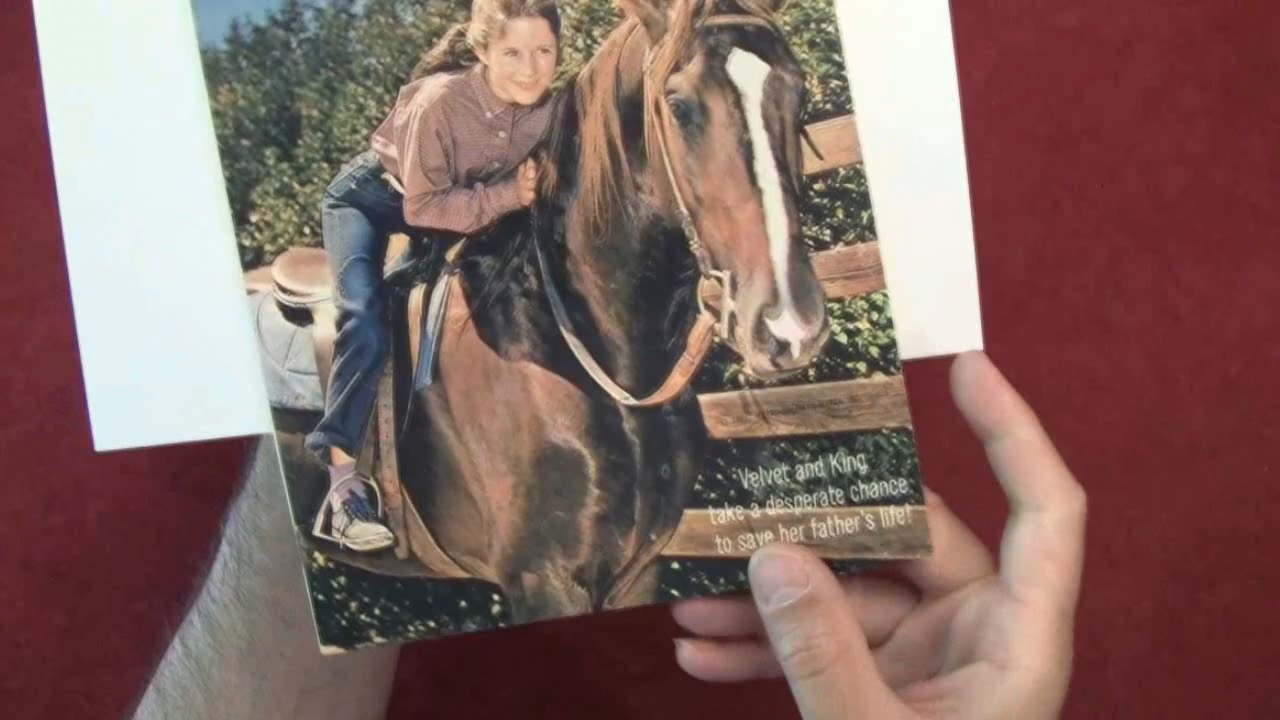 Velvet and King
take a desperate chance
to save her father's life!